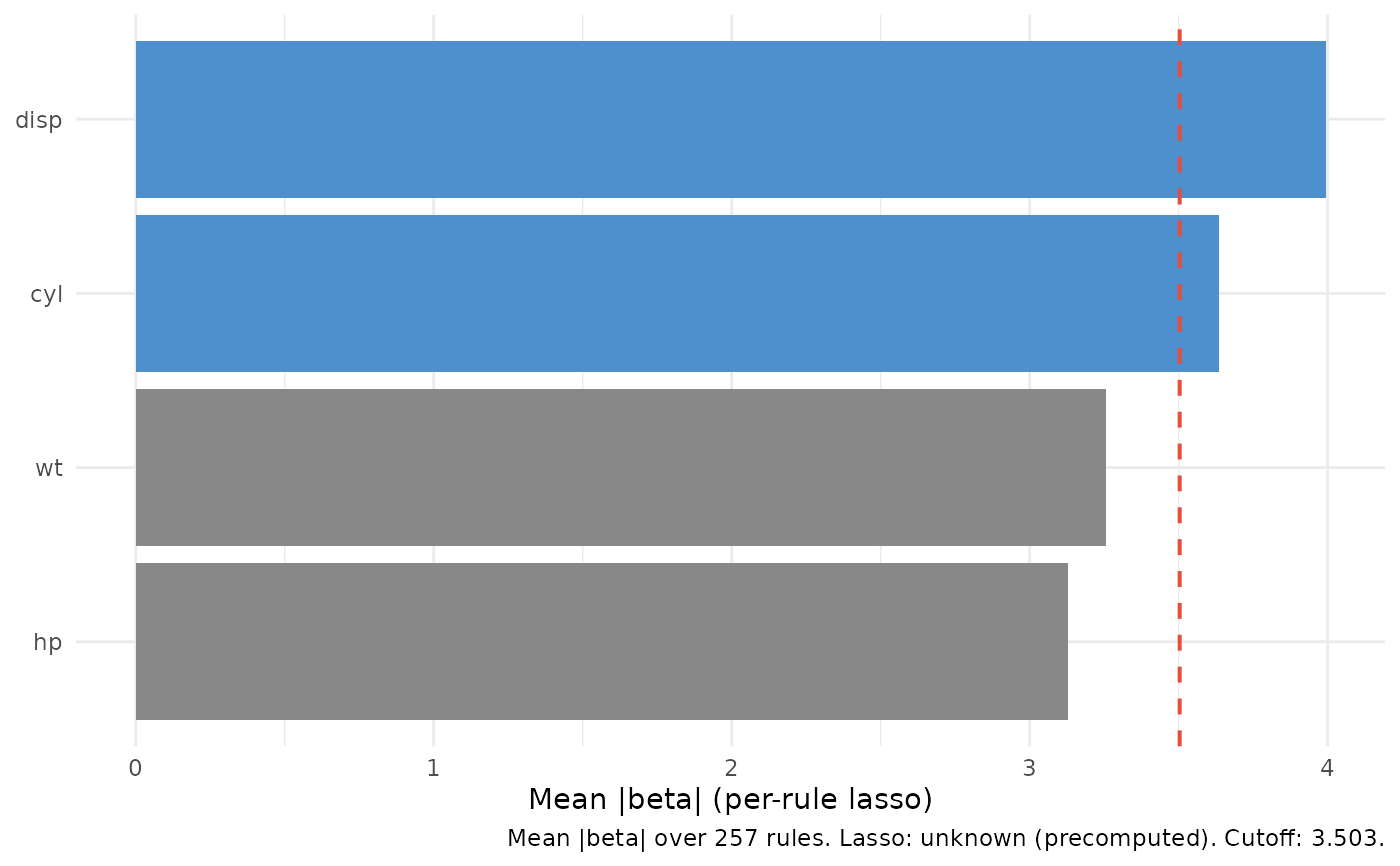 disp
cyl
wt
hp
0 1 2 3 4
Mean |beta| (per-rule lasso)
Mean |beta| over 257 rules. Lasso: unknown (precomputed). Cutoff: 3.503.